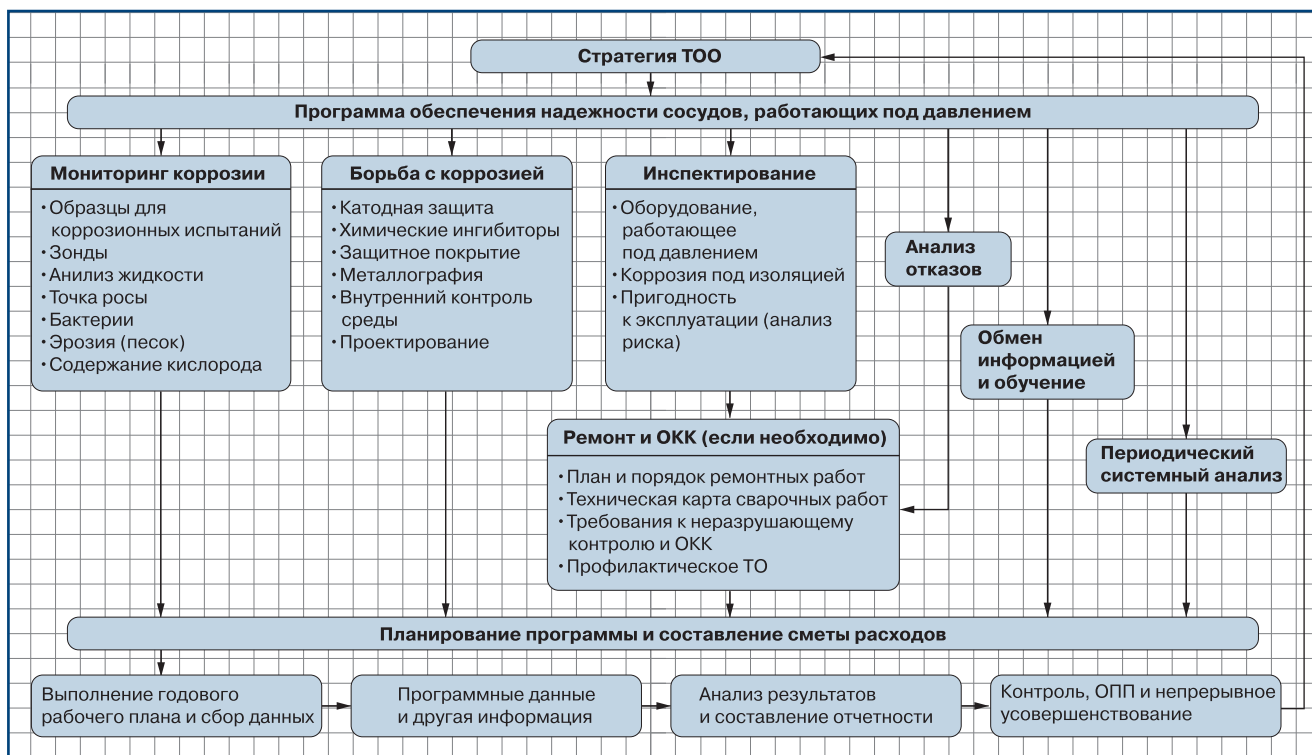 Стратегия ТОО
Программа обеспечения надежности сосудов, работающих под давлением
Мониторинг коррозии
• Образцы для
коррозионных испытаний
• Зонды
• Анилиз жидкости
• Точка росы
• Бактерии
• Эрозия (песок)
• Содержание кислорода
Борьба с коррозией
• Катодная защита
• Химические ингибиторы
• Защитное покрытие
• Металлография
• Внутренний контроль
среды
• Проектирование
Инспектирование
• Оборудование,
работающее
под давлением
• Коррозия под изоляцией
• Пригодность
к эксплуатации (анализ
риска)
Анализ
отказов
Обмен
информацией
и обучение
Ремонт и ОКК (если необходимо)
• План и порядок ремонтных работ
• Техническая карта сварочных работ
• Требования к неразрушающему
контролю и ОКК
• Профилактическое ТО
Периодический
системный анализ
Планирование программы и составление сметы расходов
Выполнение годового
рабочего плана и сбор данных
Программные данные
и другая информация
Анализ результатов
и составление отчетности
Контроль, ОПП и непрерывное
усовершенствование